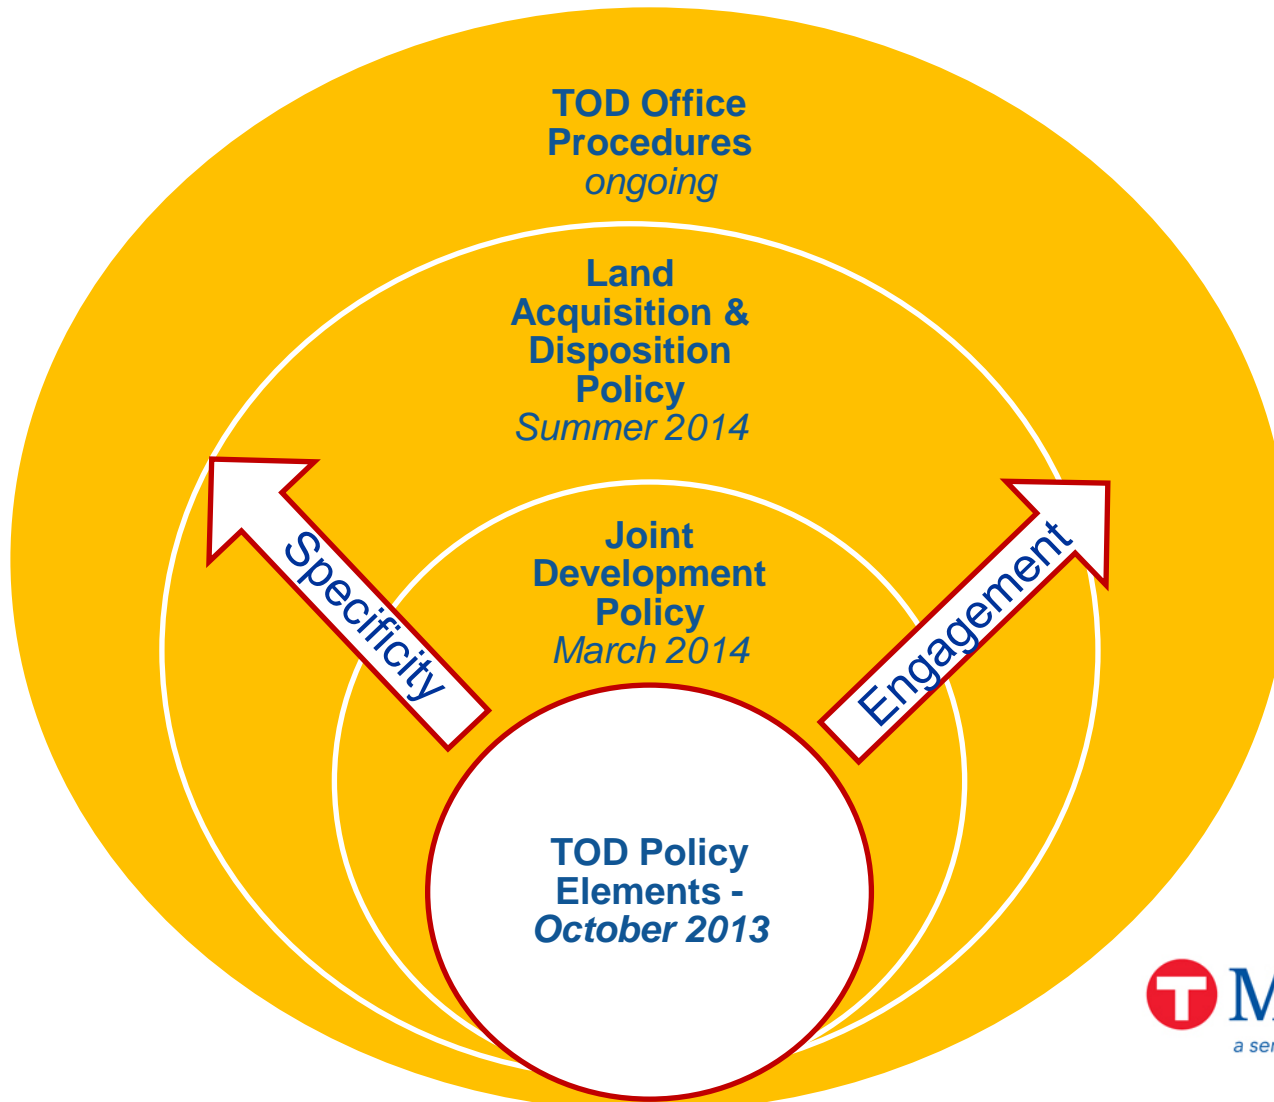 TOD Office
Procedures
ongoing
Land
Acquisition &
Disposition
Policy
Summer 2014
Specificity
Engagement
Joint
Development
Policy
March 2014
TOD Policy
Elements -
October 2013
T M
a ser